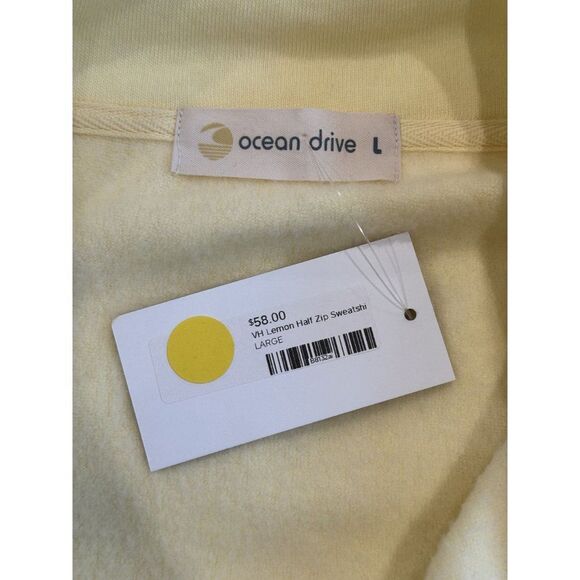 ocean drive L
$58.00
VH Lemon Half Zip Sweatshi
LARGE